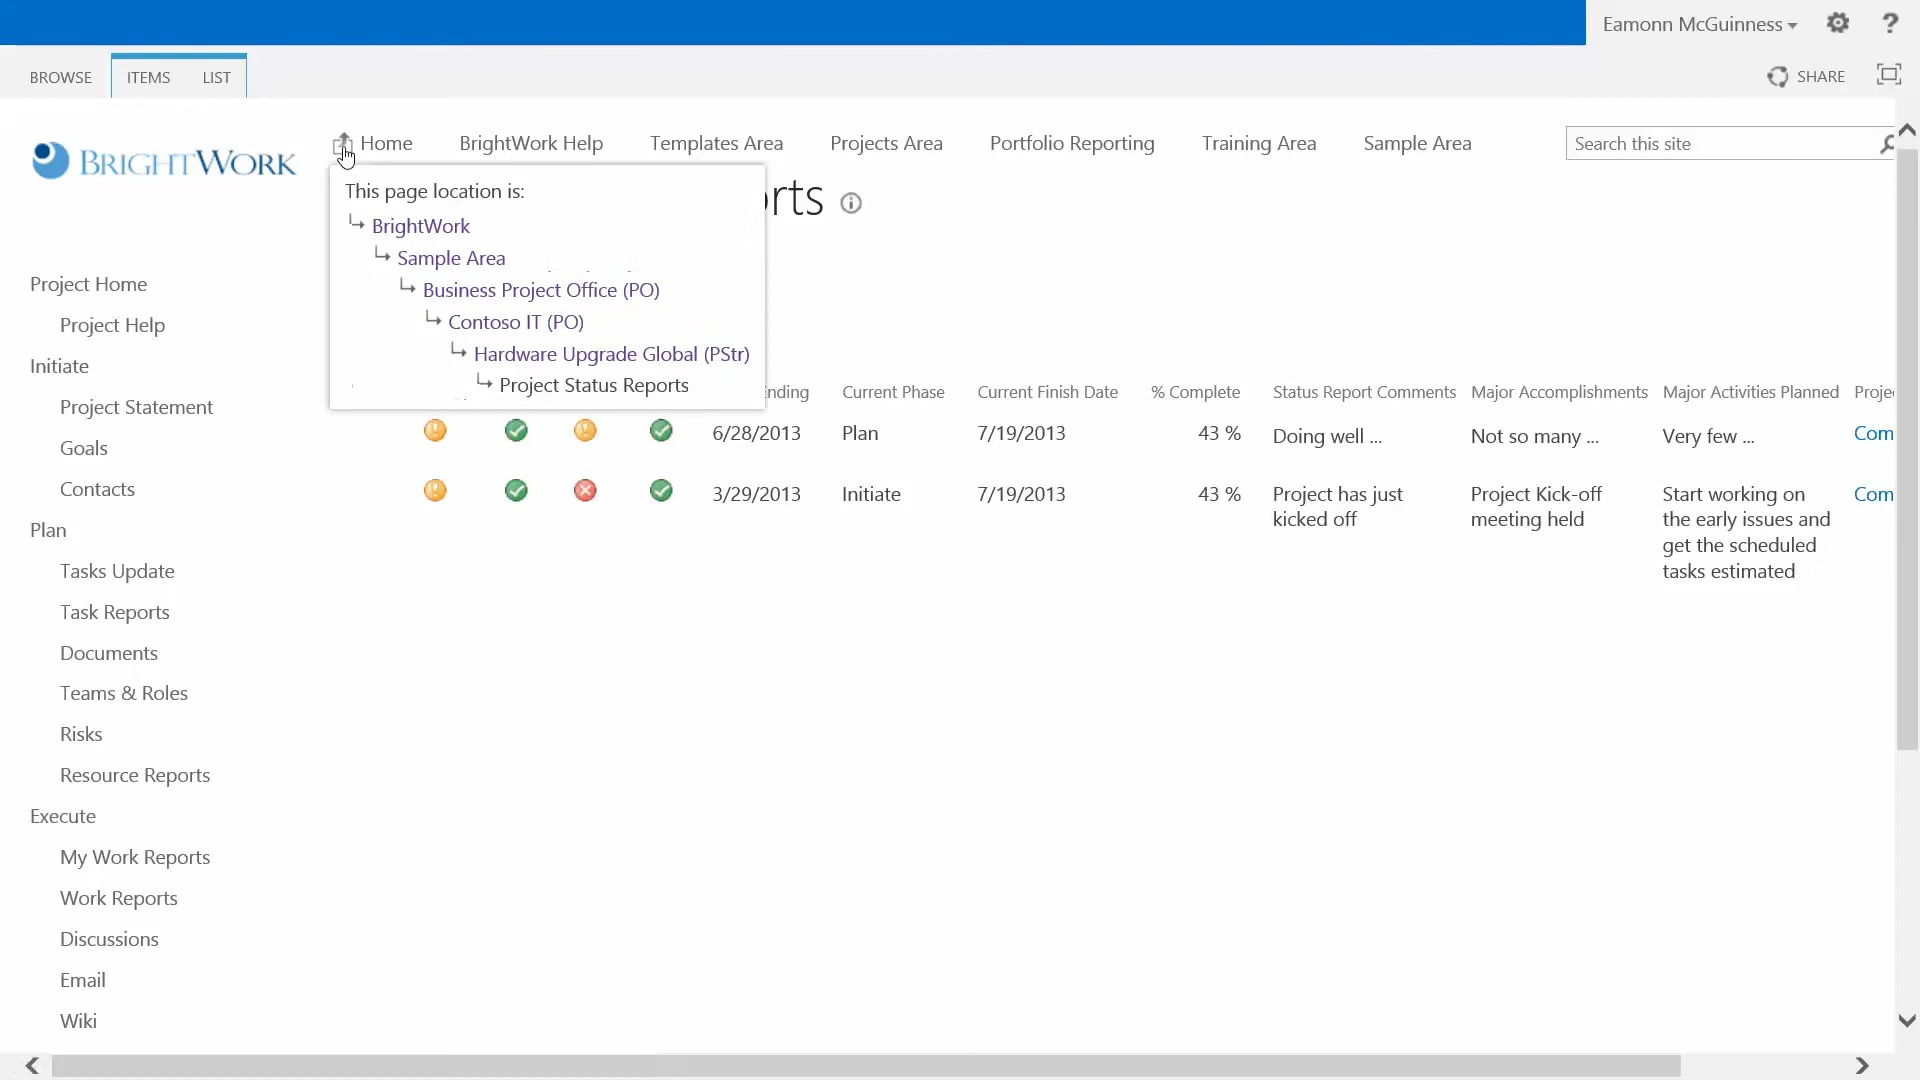 Eamonn McGuinness
?
BROWSE
ITEMS
LIST
SHARE
BRIGHTWORK
Home
BrightWork Help
Templates Area
Projects Area
Portfolio Reporting
Training Area
Sample Area
Search this site
This page location is:
BrightWork
Sample Area
Business Project Office (PO)
Contoso IT (PO)
Hardware Upgrade Global (PStr)
Project Status Reports
rts
Project Home
Project Help
Initiate
Project Statement
Goals
Contacts
Plan
Tasks Update
Task Reports
Documents
Teams & Roles
Risks
Resource Reports
Execute
My Work Reports
Work Reports
Discussions
Email
Wiki
nding Current Phase Current Finish Date % Complete Status Report Comments Major Accomplishments Major Activities Planned Proje
6/28/2013 Plan 7/19/2013 43 % Doing well ... Not so many ... Very few ... Com
3/29/2013 Initiate 7/19/2013 43 % Project has just Project Kick-off Start working on Com
kicked off meeting held the early issues and
get the scheduled
tasks estimated